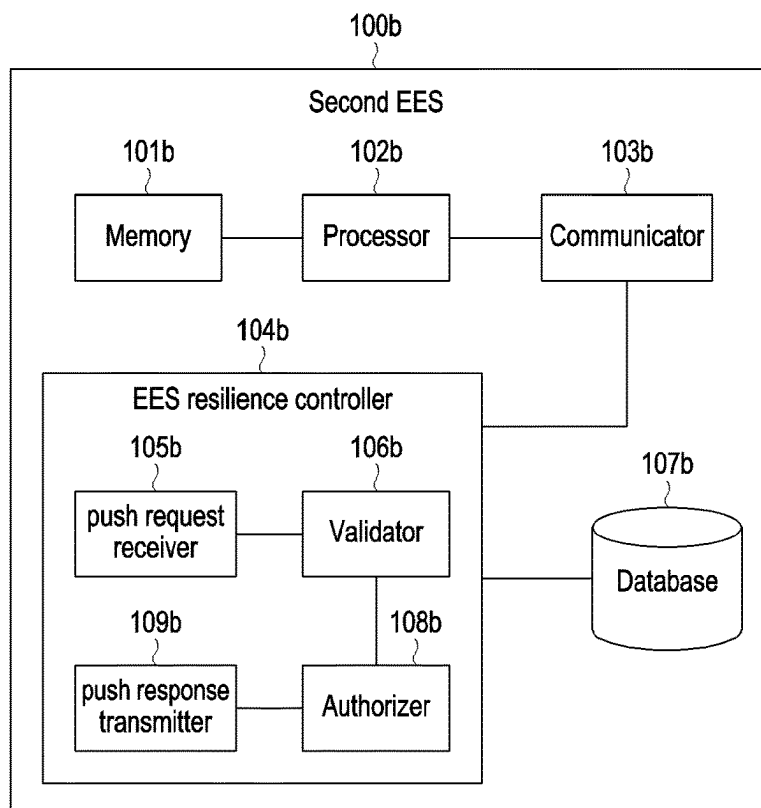 100b
Second EES
101b
102b
103b
Memory
Processor
Communicator
104b
EES resilience controller
105b
106b
107b
push request
receiver
Validator
Database
109b
108b
push response
transmitter
Authorizer